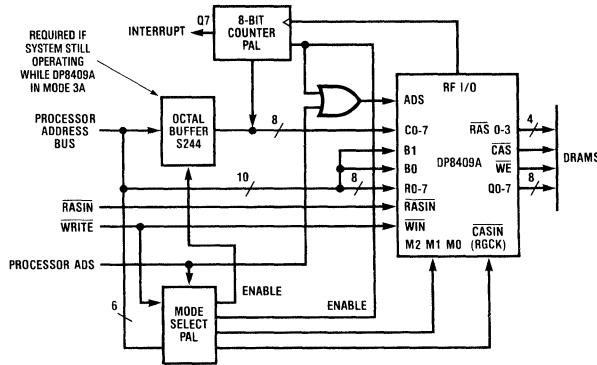 Q7
INTERRUPT
8-BIT
COUNTER
PAL
REQUIRED IF
SYSTEM STILL
OPERATING
WHILE DP8409A
IN MODE 3A
OCTAL
BUFFER
S244
PROCESSOR
ADDRESS
BUS
8
10
8
RASIN
WRITE
PROCESSOR ADS
6
MODE
SELECT
PAL
ENABLE
ENABLE
RF I/O
ADS
C0-7
B1
B0
R0-7
RASIN
WIN
M2 M1 M0
DP8409A
RAS 0-3
CAS
WE
Q0-7
CASIN
(RGCK)
4
8
DRAMS